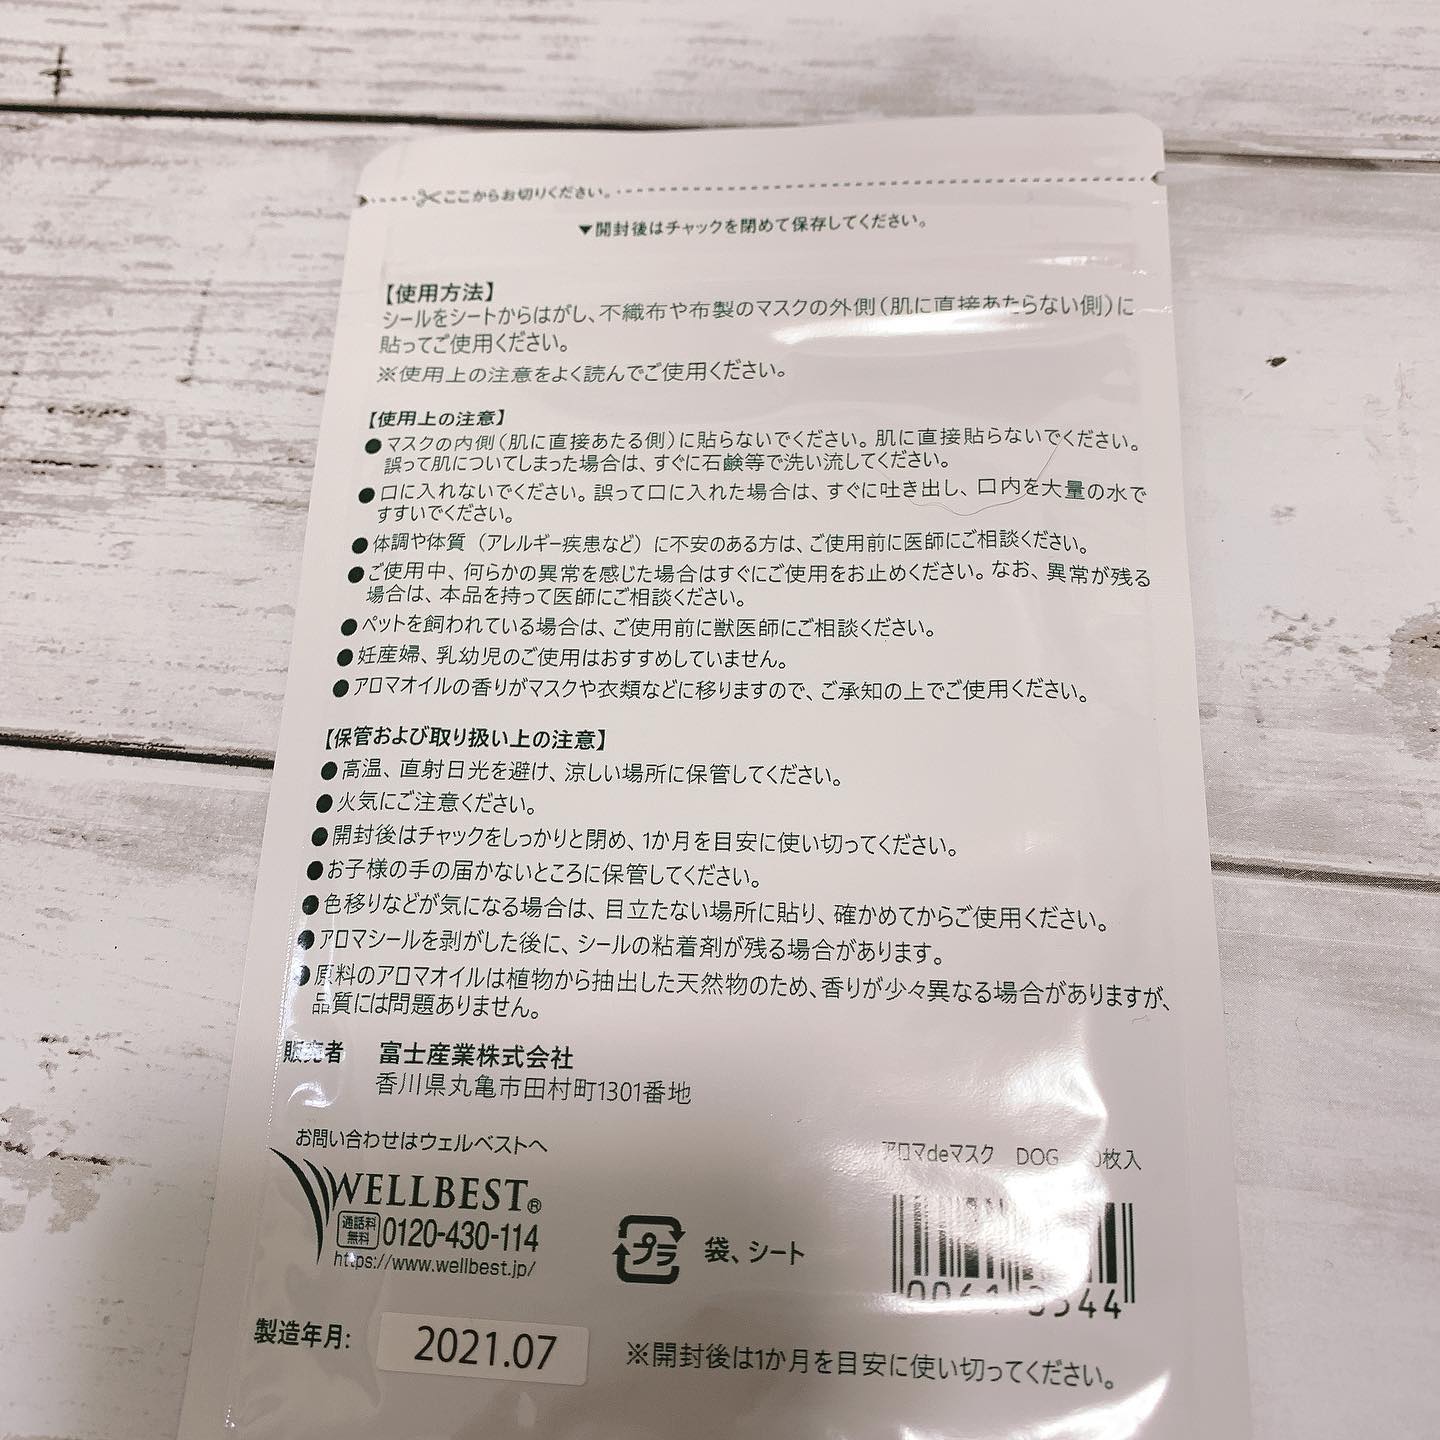 ここからお切りください。
▼開封後はチャックを閉めて保存してください。
【使用方法】
シールをシートからはがし、不織布や布製のマスクの外側(肌に直接あたらない側)に
貼ってご使用ください。
※使用上の注意をよく読んでご使用ください。
【使用上の注意】
●マスクの内側(肌に直接あたる側)に貼らないでください。肌に直接貼らないでください。
誤って肌についてしまった場合は、すぐに石鹸等で洗い流してください。
●口に入れないでください。誤って口に入れた場合は、すぐに吐き出し、口内を大量の水で
すすいでください。
●体調や体質(アレルギー疾患など)に不安のある方は、ご使用前に医師にご相談ください。
●ご使用中、何らかの異常を感じた場合はすぐにご使用をお止めください。なお、異常が残る
場合は、本品を持って医師にご相談ください。
●ペットを飼われている場合は、ご使用前に獣医師にご相談ください。
●妊産婦、乳幼児のご使用はおすすめしていません。
●アロマオイルの香りがマスクや衣類などに移りますので、ご承知の上でご使用ください。
【保管および取り扱い上の注意】
●高温、直射日光を避け、涼しい場所に保管してください。
●火気にご注意ください。
●開封後はチャックをしっかりと閉め、1か月を目安に使い切ってください。
●お子様の手の届かないところに保管してください。
●色移りなどが気になる場合は、目立たない場所に貼り、確かめてからご使用ください。
●アロマシールを剥がした後に、シールの粘着剤が残る場合があります。
●原料のアロマオイルは植物から抽出した天然物のため、香りが少々異なる場合がありますが、
品質には問題ありません。
販売者 富士産業株式会社
香川県丸亀市田村町1301番地
お問い合わせはウェルベストへ
WELLBEST®
通話料無料 0120-430-114
https://www.wellbest.jp/
プラ 袋、シート
アロマdeマスク DOG 枚入
製造年月: 2021.07
※開封後は1か月を目安に使い切ってください。